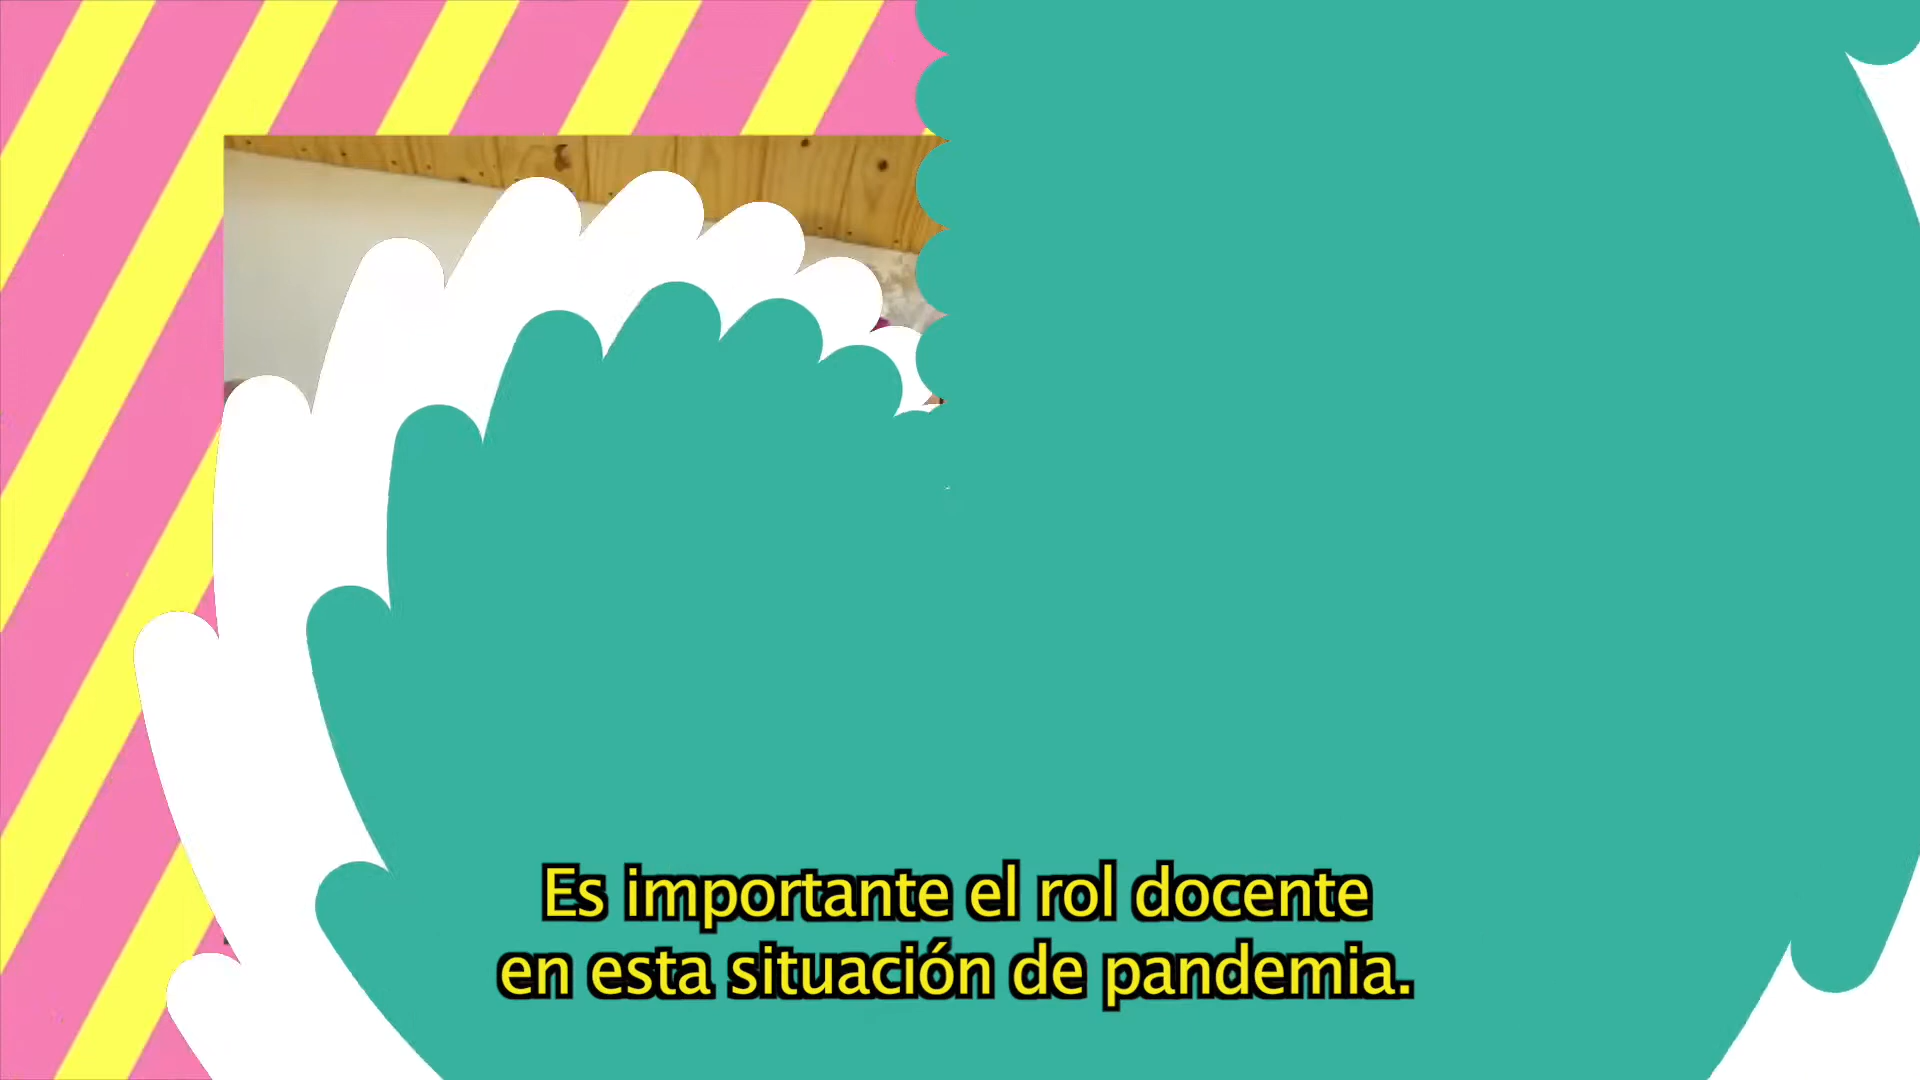 Es importante el rol docente
en esta situación de pandemia.